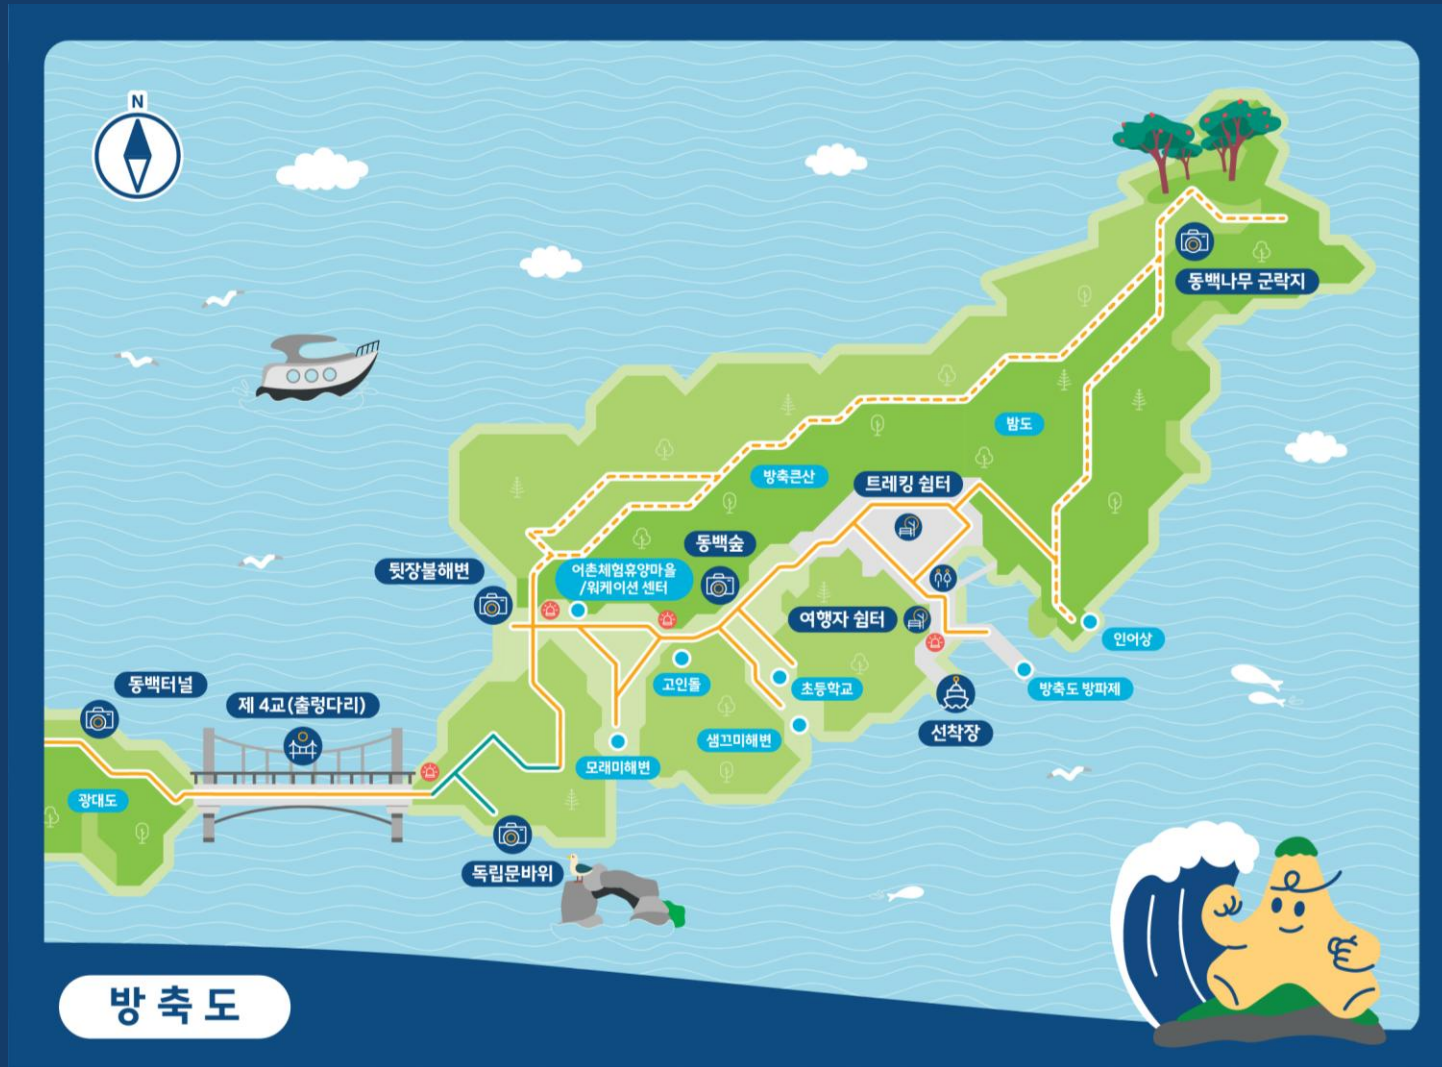 N
동백나무 군락지
밤도
방축큰산
트레킹 쉼터
동백숲
뒷장불해변
어촌체험휴양마을
/워케이션 센터
여행자 쉼터
인어상
고인돌
초등학교
방축도 방파제
동백터널
제 4교(출렁다리)
선착장
샘끄미해변
모래미해변
광대도
독립문바위
방축도